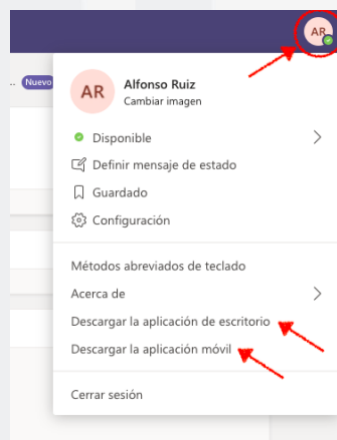 AR
Nuevo
AR
Alfonso Ruiz
Cambiar imagen
Disponible
Definir mensaje de estado
Guardado
Configuración
Métodos abreviados de teclado
Acerca de
Descargar la aplicación de escritorio
Descargar la aplicación móvil
Cerrar sesión